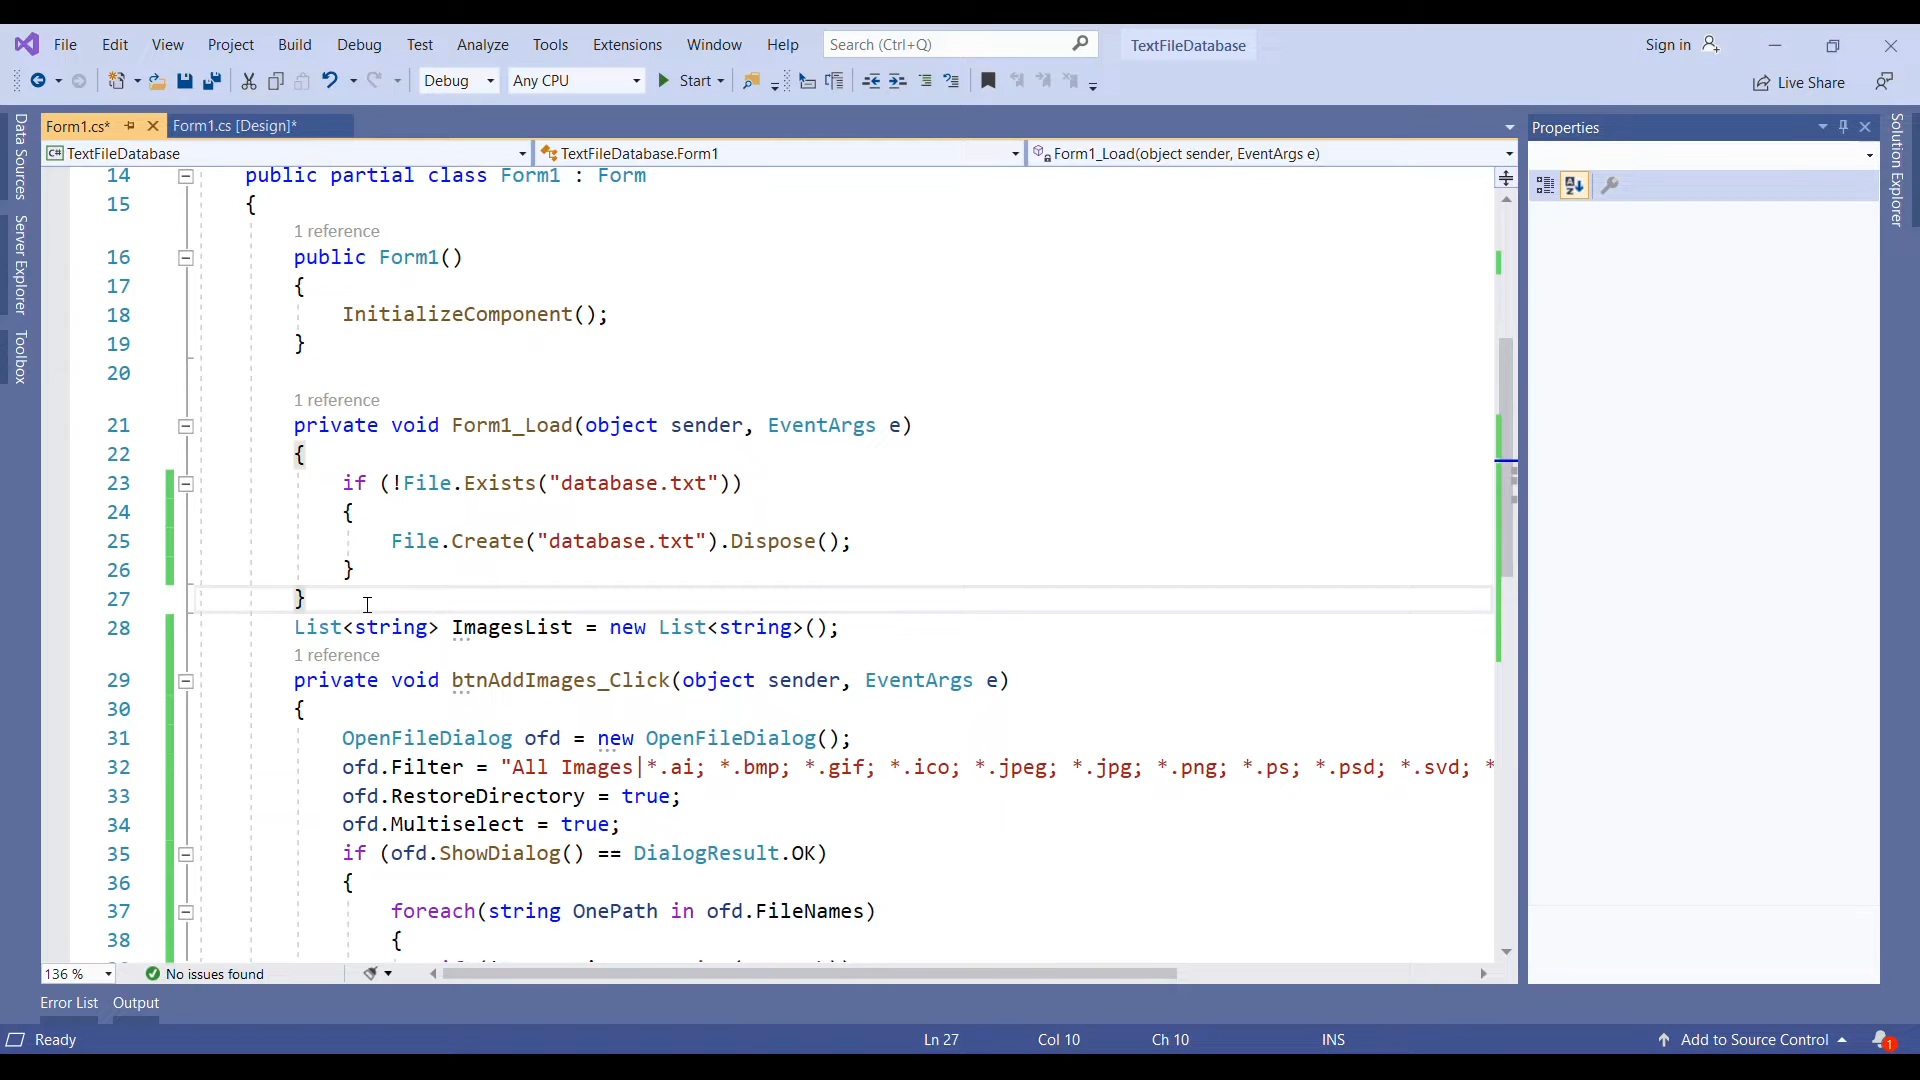 File Edit View Project Build Debug Test Analyze Tools Extensions Window Help Search (Ctrl+Q) TextFileDatabase Sign in
Debug Any CPU Start Live Share
Form1.cs* Form1.cs [Design]* Properties
C# TextFileDatabase TextFileDatabase.Form1 Form1_Load(object sender, EventArgs e)
Data Sources
Server Explorer
Toolbox
Solution Explorer
14 public partial class Form1 : Form
15 {
1 reference
16 public Form1()
17 {
18 InitializeComponent();
19 }
20
1 reference
21 private void Form1_Load(object sender, EventArgs e)
22 {
23 if (!File.Exists("database.txt"))
24 {
25 File.Create("database.txt").Dispose();
26 }
27 }
28 List<string> ImagesList = new List<string>();
1 reference
29 private void btnAddImages_Click(object sender, EventArgs e)
30 {
31 OpenFileDialog ofd = new OpenFileDialog();
32 ofd.Filter = "All Images|*.ai; *.bmp; *.gif; *.ico; *.jpeg; *.jpg; *.png; *.ps; *.psd; *.svd; *
33 ofd.RestoreDirectory = true;
34 ofd.Multiselect = true;
35 if (ofd.ShowDialog() == DialogResult.OK)
36 {
37 foreach(string OnePath in ofd.FileNames)
38 {
136 % No issues found
Error List Output
Ready Ln 27 Col 10 Ch 10 INS Add to Source Control 1